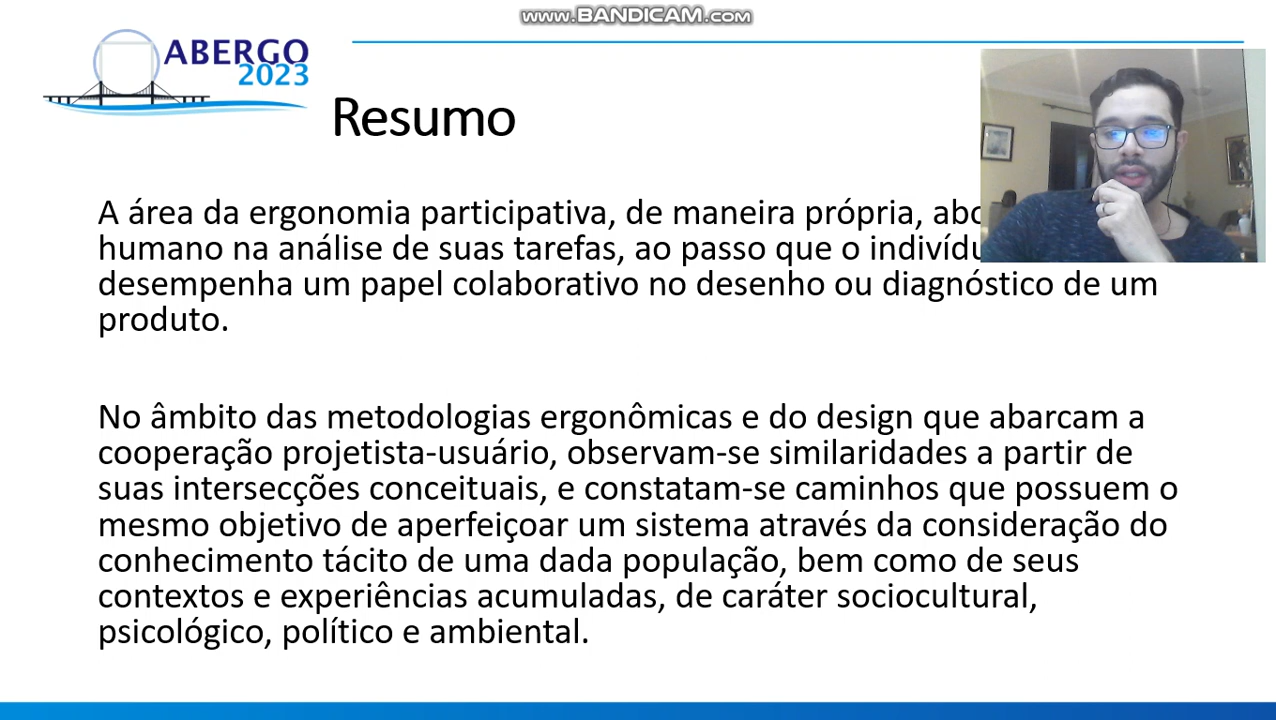 www.BANDICAM.com
ABERGO
2023
Resumo
A área da ergonomia participativa, de maneira própria,
humano na análise de suas tarefas, ao passo que o
desempenha um papel colaborativo no desenho ou diagnóstico de um
produto.
No âmbito das metodologias ergonômicas e do design que abarcam a
cooperação projetista-usuário, observam-se similaridades a partir de
suas intersecções conceituais, e constatam-se caminhos que possuem o
mesmo objetivo de aperfeiçoar um sistema através da consideração do
conhecimento tácito de uma dada população, bem como de seus
contextos e experiências acumuladas, de caráter sociocultural,
psicológico, político e ambiental.